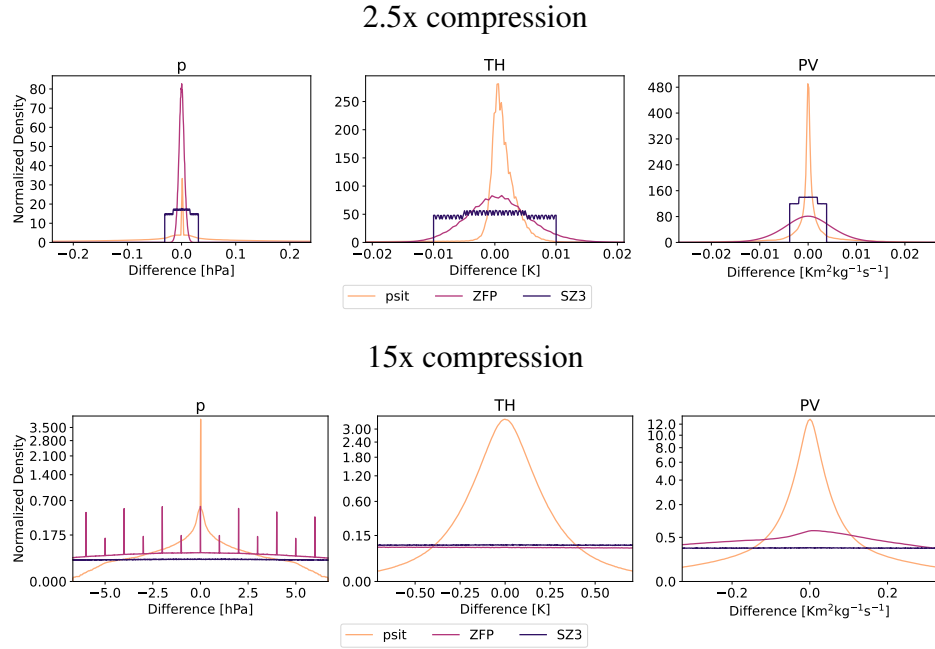 2.5x compression
p
TH
PV
Normalized Density
80
70
60
50
40
30
20
10
0
250
200
150
100
50
0
480
400
320
240
160
80
0
−0.2 −0.1 0.0 0.1 0.2
−0.02 −0.01 0.00 0.01 0.02
−0.02 −0.01 0.00 0.01 0.02
Difference [hPa]
Difference [K]
Difference [Km²kg⁻¹s⁻¹]
psit ZFP SZ3
15x compression
p
TH
PV
Normalized Density
3.500
2.800
2.100
1.400
0.700
0.175
0.000
3.00
2.40
1.80
1.20
0.60
0.15
0.00
12.0
10.0
8.0
6.0
4.0
2.0
0.5
0.0
−5.0 −2.5 0.0 2.5 5.0
−0.50 −0.25 0.00 0.25 0.50
−0.2 0.0 0.2
Difference [hPa]
Difference [K]
Difference [Km²kg⁻¹s⁻¹]
psit ZFP SZ3